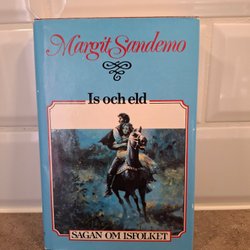 Margit Sandemo
Is och eld
SAGAN OM ISFOLKET